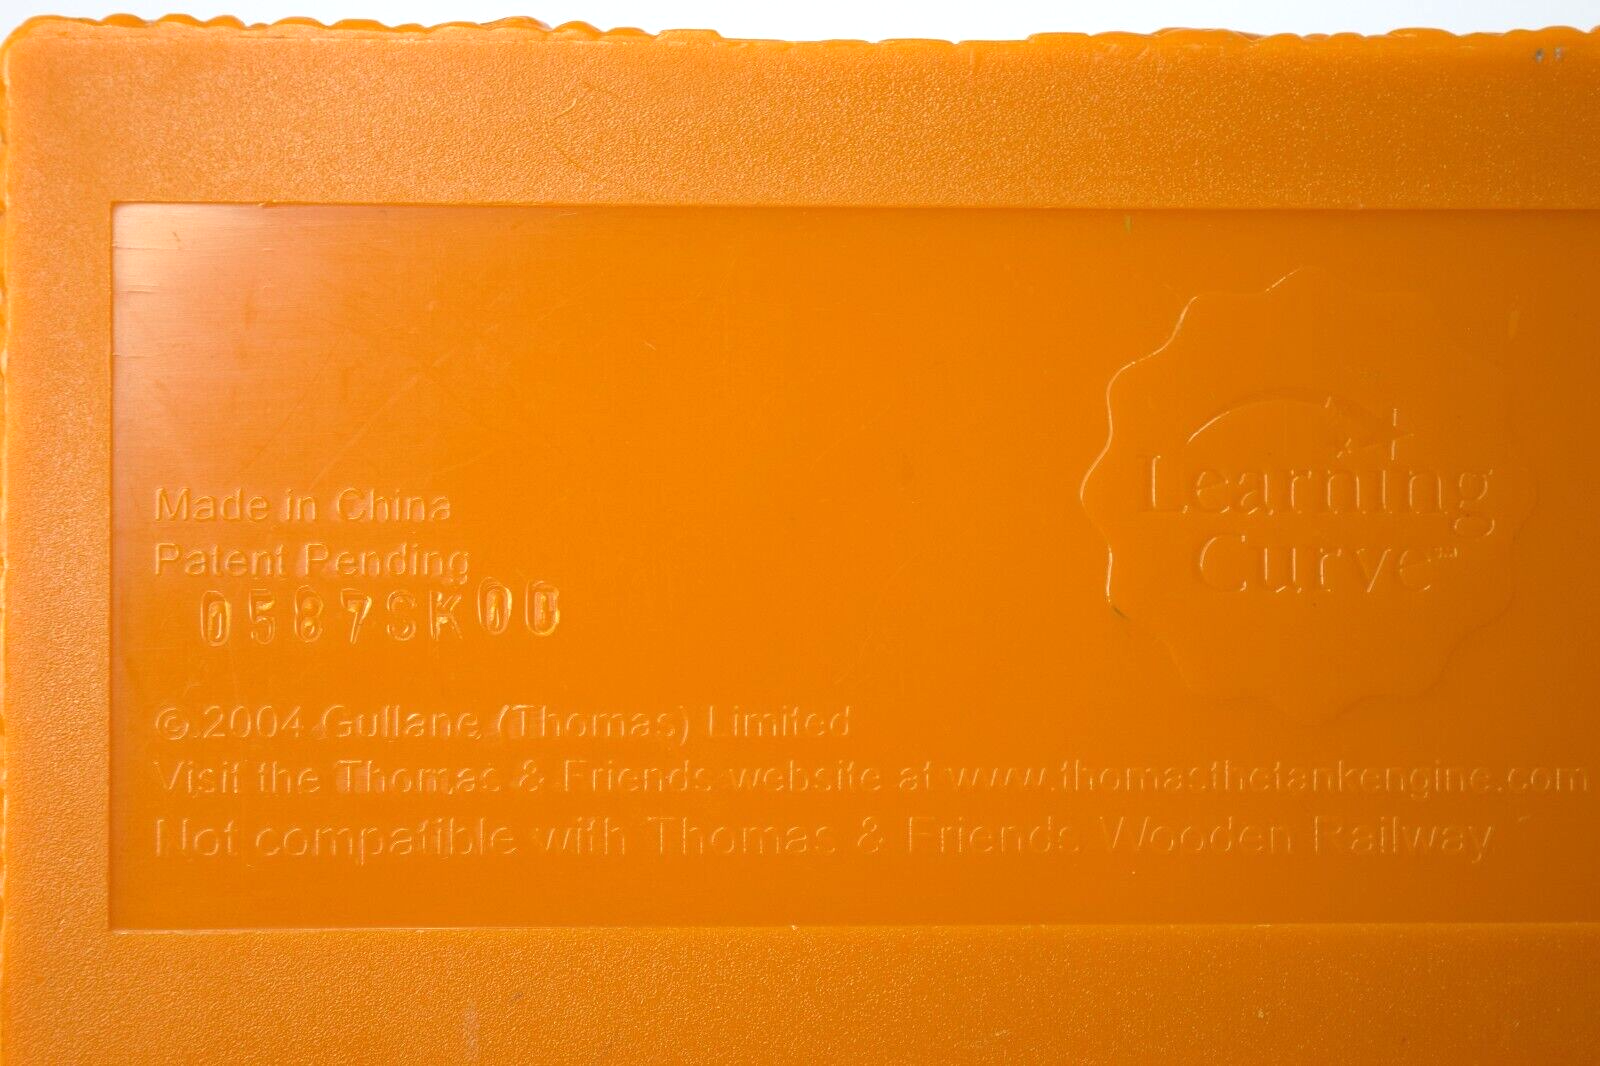 Learning
Curve™
Made in China
Patent Pending
0587SK00
© 2004 Gullane (Thomas) Limited
Visit the Thomas & Friends website at www.thomasthetankengine.com
Not compatible with Thomas & Friends Wooden Railway